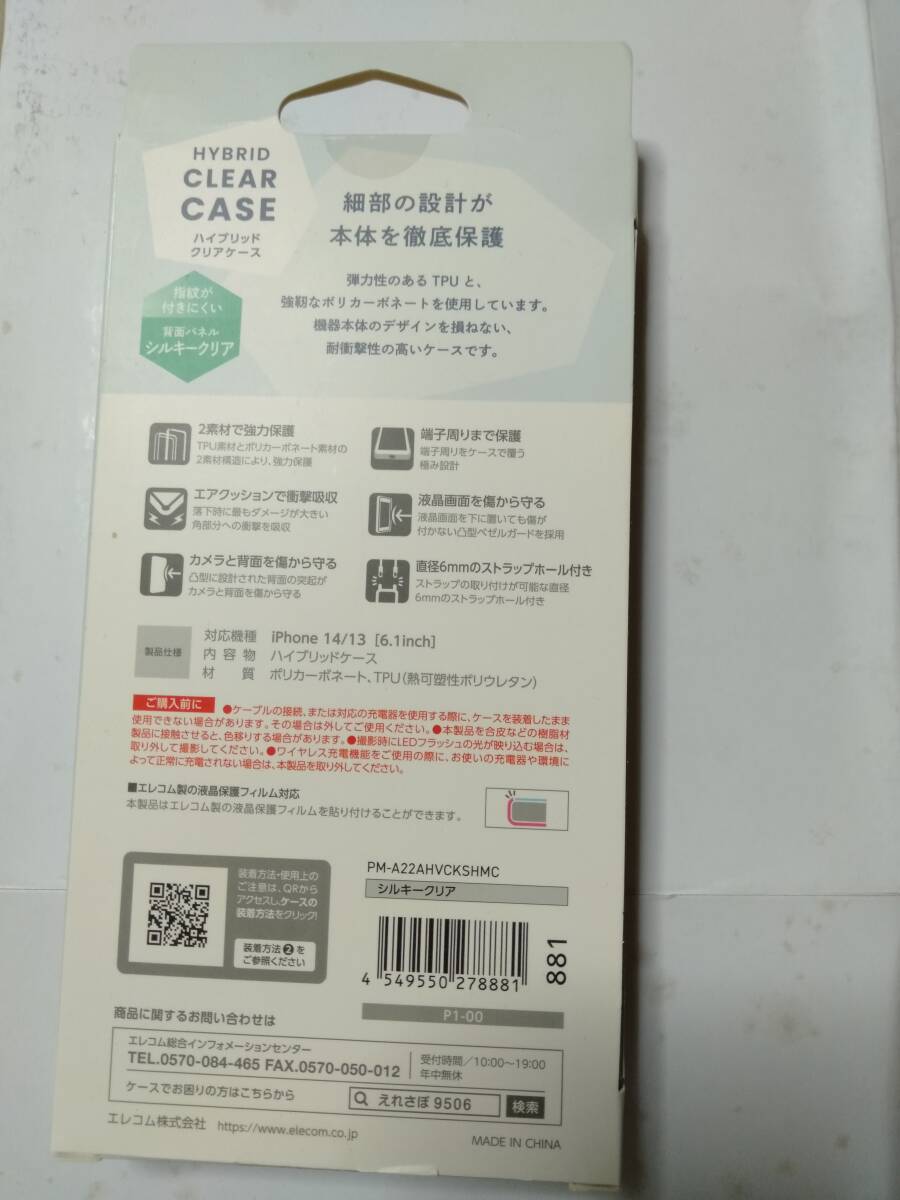 HYBRID
CLEAR
CASE
ハイブリッド
クリアケース
指紋が
付きにくい
背面パネル
シルキークリア
細部の設計が
本体を徹底保護
弾力性のあるTPUと、
強靭なポリカーボネートを使用しています。
機器本体のデザインを損ねない、
耐衝撃性の高いケースです。
2素材で強力保護
TPU素材とポリカーボネート素材の
2素材構造により、強力保護
端子周りまで保護
端子周りをケースで覆う
極み設計
エアクッションで衝撃吸収
落下時に最もダメージが大きい
角部分への衝撃を吸収
液晶画面を傷から守る
液晶画面を下に置いても傷が
付かない凸型ベゼルガードを採用
カメラと背面を傷から守る
凸型に設計された背面の突起が
カメラと背面を傷から守る
直径6mmのストラップホール付き
ストラップの取り付けが可能な直径
6mmのストラップホール付き
製品仕様
対応機種 iPhone 14/13 [6.1inch]
内容物 ハイブリッドケース
材質 ポリカーボネート、TPU(熱可塑性ポリウレタン)
ご購入前に ●ケーブルの接続、または対応の充電器を使用する際に、ケースを装着したまま
使用できない場合があります。その場合は外してご使用ください。●本製品を合皮などの樹脂材
製品に接触させると、色移りする場合があります。●撮影時にLEDフラッシュの光が映り込む場合は、
取り外して撮影してください。●ワイヤレス充電機能をご使用の際に、お使いの充電器や環境に
よって正常に充電されない場合は、本製品を取り外してください。
■エレコム製の液晶保護フィルム対応
本製品はエレコム製の液晶保護フィルムを貼り付けることができます。
装着方法・使用上の
ご注意は、QRから
アクセスし、ケースの
装着方法をクリック!
装着方法❷を
ご参照ください
PM-A22AHVCKSHMC
シルキークリア
4 549550 278881
881
P1-00
商品に関するお問い合わせは
エレコム総合インフォメーションセンター
TEL.0570-084-465 FAX.0570-050-012
受付時間/10:00〜19:00
年中無休
ケースでお困りの方はこちらから
えれさぽ 9506 検索
エレコム株式会社 https://www.elecom.co.jp
MADE IN CHINA